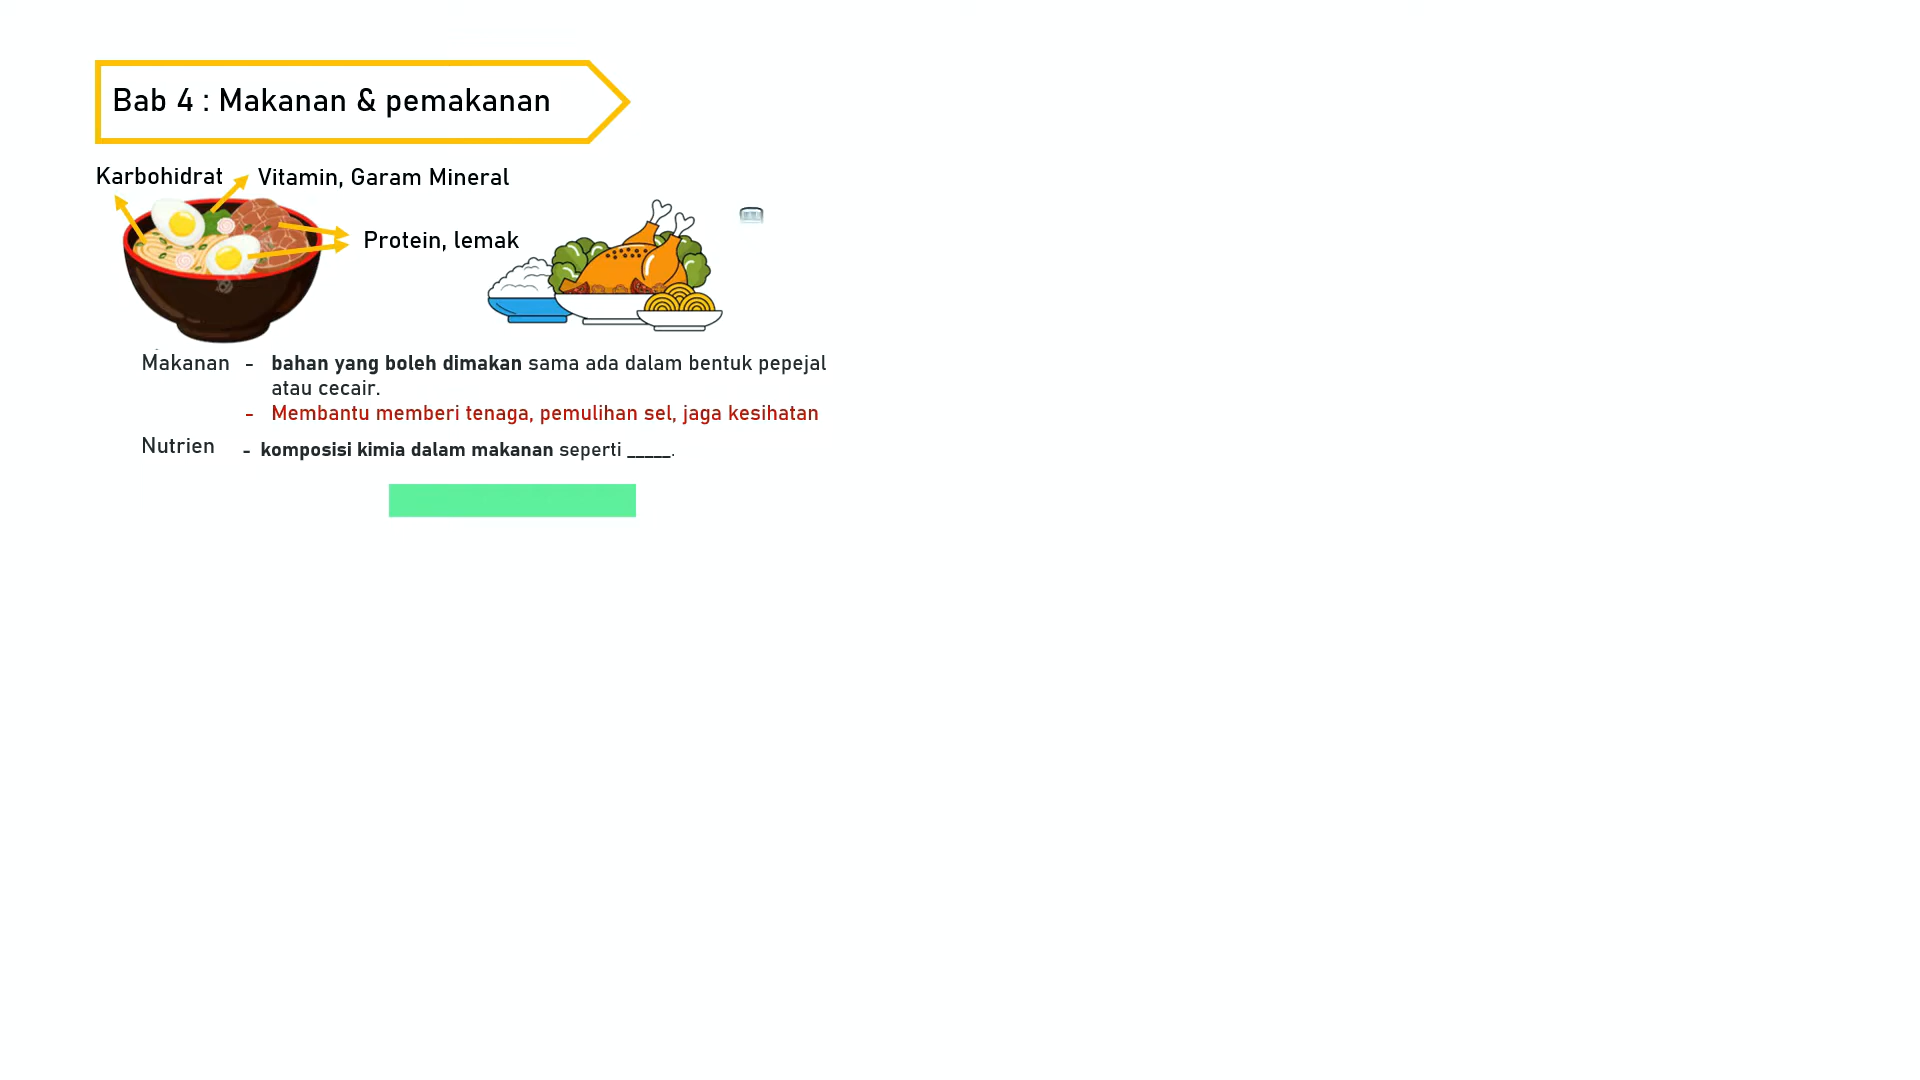 Bab 4 : Makanan & pemakanan
Karbohidrat
Vitamin, Garam Mineral
Protein, lemak
Makanan - bahan yang boleh dimakan sama ada dalam bentuk pepejal
atau cecair.
- Membantu memberi tenaga, pemulihan sel, jaga kesihatan
Nutrien - komposisi kimia dalam makanan seperti _____.